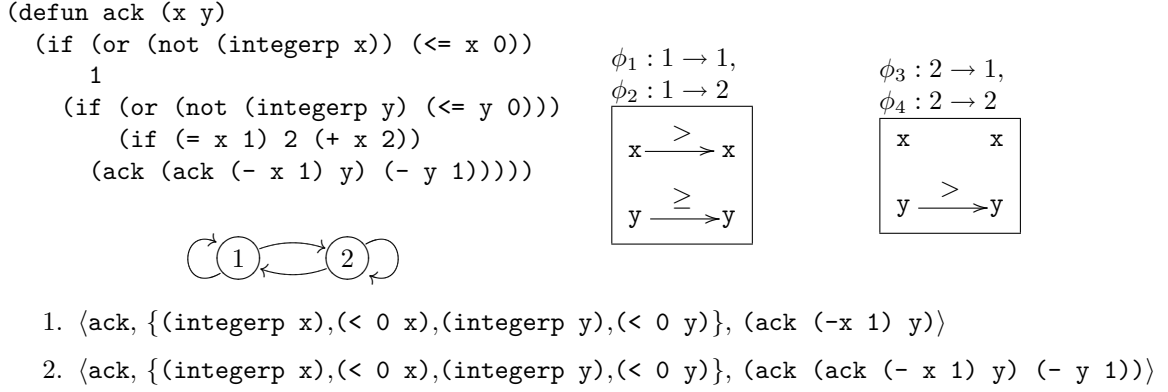 (defun ack (x y)
(if (or (not (integerp x)) (<= x 0))
1
(if (or (not (integerp y) (<= y 0)))
(if (= x 1) 2 (+ x 2))
(ack (ack (- x 1) y) (- y 1)))))
ϕ₁ : 1 → 1,
ϕ₂ : 1 → 2
x > x
y ≥ y
ϕ₃ : 2 → 1,
ϕ₄ : 2 → 2
x x
y > y
1 2
1. ⟨ack, {(integerp x),(< 0 x),(integerp y),(< 0 y)}, (ack (-x 1) y)⟩
2. ⟨ack, {(integerp x),(< 0 x),(integerp y),(< 0 y)}, (ack (ack (- x 1) y) (- y 1))⟩